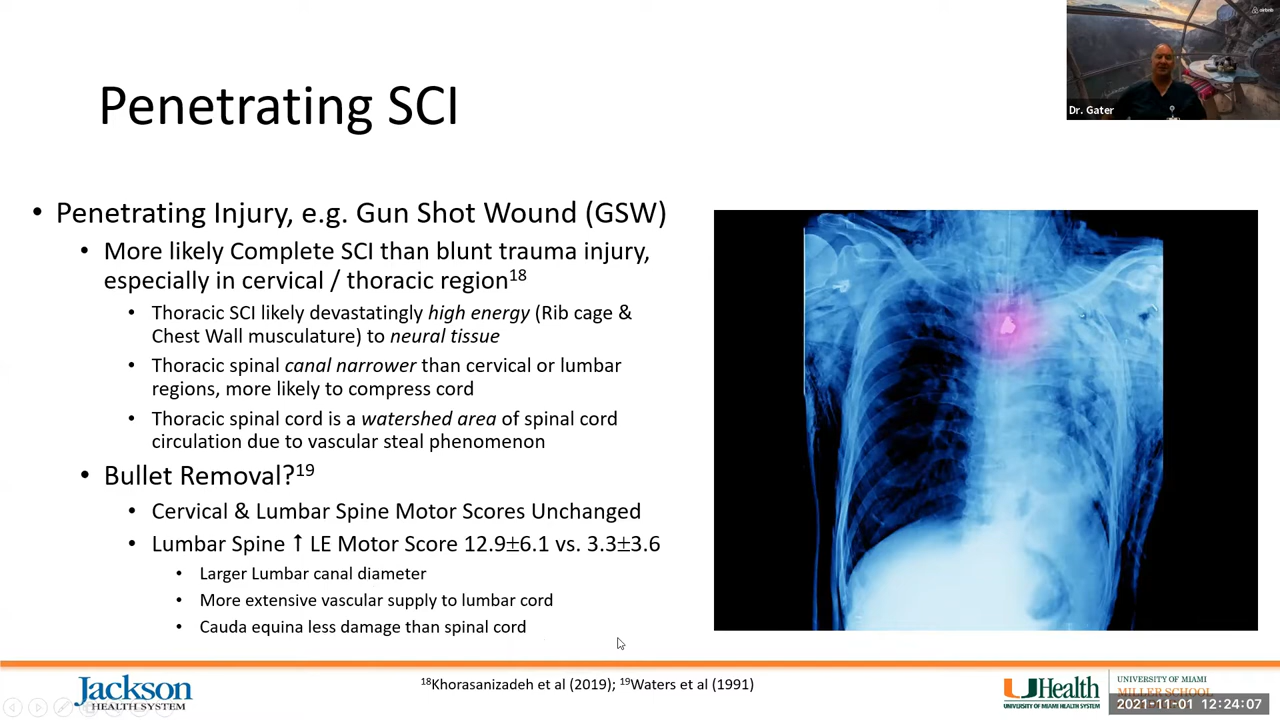 airbnb
Dr. Gater
Penetrating SCI
• Penetrating Injury, e.g. Gun Shot Wound (GSW)
• More likely Complete SCI than blunt trauma injury,
especially in cervical / thoracic region18
• Thoracic SCI likely devastatingly high energy (Rib cage &
Chest Wall musculature) to neural tissue
• Thoracic spinal canal narrower than cervical or lumbar
regions, more likely to compress cord
• Thoracic spinal cord is a watershed area of spinal cord
circulation due to vascular steal phenomenon
• Bullet Removal?19
• Cervical & Lumbar Spine Motor Scores Unchanged
• Lumbar Spine ↑ LE Motor Score 12.9±6.1 vs. 3.3±3.6
• Larger Lumbar canal diameter
• More extensive vascular supply to lumbar cord
• Cauda equina less damage than spinal cord
Jackson
HEALTH SYSTEM
18Khorasanizadeh et al (2019); 19Waters et al (1991)
UHealth
UNIVERSITY OF MIAMI HEALTH SYSTEM
UNIVERSITY OF MIAMI
MILLER SCHOOL
2021-11-01 12:24:07